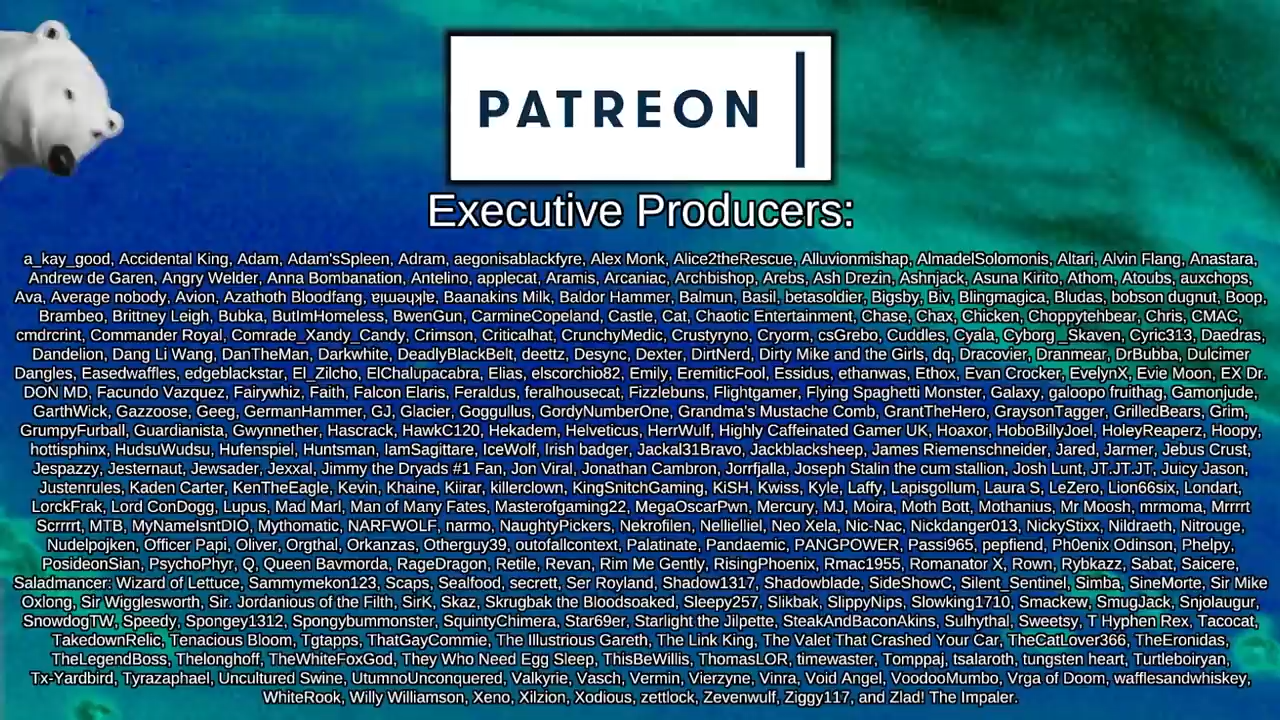 PATREON
Executive Producers:
a_kay_good, Accidental King, Adam, Adam'sSpleen, Adram, aegonisablackfyre, Alex Monk, Alice2theRescue, Alluvionmishap, AlmadelSolomonis, Altari, Alvin Flang, Anastara,
Andrew de Garen, Angry Welder, Anna Bombanation, Antelino, applecat, Aramis, Arcaniac, Archbishop, Arebs, Ash Drezin, Ashnjack, Asuna Kirito, Athom, Atoubs, auxchops,
Ava, Average nobody, Avion, Azathoth Bloodfang, Baanakins Milk, Baldor Hammer, Balmun, Basil, betasoldier, Bigsby, Biv, Blingmagica, Bludas, bobson dugnut, Boop,
Brambeo, Brittney Leigh, Bubka, ButImHomeless, BwenGun, CarmineCopeland, Castle, Cat, Chaotic Entertainment, Chase, Chax, Chicken, Choppytehbear, Chris, CMAC,
cmdrcrint, Commander Royal, Comrade_Xandy_Candy, Crimson, Criticalhat, CrunchyMedic, Crustyryno, Cryorm, csGrebo, Cuddles, Cyala, Cyborg _Skaven, Cyric313, Daedras,
Dandelion, Dang Li Wang, DanTheMan, Darkwhite, DeadlyBlackBelt, deettz, Desync, Dexter, DirtNerd, Dirty Mike and the Girls, dq, Dracovier, Dranmear, DrBubba, Dulcimer
Dangles, Easedwaffles, edgeblackstar, El_Zilcho, ElChalupacabra, Elias, elscorchio82, Emily, EremiticFool, Essidus, ethanwas, Ethox, Evan Crocker, EvelynX, Evie Moon, EX Dr.
DON MD, Facundo Vazquez, Fairywhiz, Faith, Falcon Elaris, Feraldus, feralhousecat, Fizzlebuns, Flightgamer, Flying Spaghetti Monster, Galaxy, galoopo fruithag, Gamonjude,
GarthWick, Gazzoose, Geeg, GermanHammer, GJ, Glacier, Goggullus, GordyNumberOne, Grandma's Mustache Comb, GrantTheHero, GraysonTagger, GrilledBears, Grim,
GrumpyFurball, Guardianista, Gwynnether, Hascrack, HawkC120, Hekadem, Helveticus, HerrWulf, Highly Caffeinated Gamer UK, Hoaxor, HoboBillyJoel, HoleyReaperz, Hoopy,
hottisphinx, HudsuWudsu, Hufenspiel, Huntsman, IamSagittare, IceWolf, Irish badger, Jackal31Bravo, Jackblacksheep, James Riemenschneider, Jared, Jarmer, Jebus Crust,
Jespazzy, Jesternaut, Jewsader, Jexxal, Jimmy the Dryads #1 Fan, Jon Viral, Jonathan Cambron, Jorrfjalla, Joseph Stalin the cum stallion, Josh Lunt, JT.JT.JT, Juicy Jason,
Justenrules, Kaden Carter, KenTheEagle, Kevin, Khaine, Kiirar, killerclown, KingSnitchGaming, KiSH, Kwiss, Kyle, Laffy, Lapisgollum, Laura S, LeZero, Lion66six, Londart,
LorckFrak, Lord ConDogg, Lupus, Mad Marl, Man of Many Fates, Masterofgaming22, MegaOscarPwn, Mercury, MJ, Moira, Moth Bott, Mothanius, Mr Moosh, mrmoma, Mrrrrt
Scrrrrt, MTB, MyNameIsntDIO, Mythomatic, NARFWOLF, narmo, NaughtyPickers, Nekrofilen, Nellielliel, Neo Xela, Nic-Nac, Nickdanger013, NickyStixx, Nildraeth, Nitrouge,
Nudelpojken, Officer Papi, Oliver, Orgthal, Orkanzas, Otherguy39, outofallcontext, Palatinate, Pandaemic, PANGPOWER, Passi965, pepfiend, Ph0enix Odinson, Phelpy,
PosideonSian, PsychoPhyr, Q, Queen Bavmorda, RageDragon, Retile, Revan, Rim Me Gently, RisingPhoenix, Rmac1955, Romanator X, Rown, Rybkazz, Sabat, Saicere,
Saladmancer: Wizard of Lettuce, Sammymekon123, Scaps, Sealfood, secrett, Ser Royland, Shadow1317, Shadowblade, SideShowC, Silent_Sentinel, Simba, SineMorte, Sir Mike
Oxlong, Sir Wigglesworth, Sir. Jordanious of the Filth, SirK, Skaz, Skrugbak the Bloodsoaked, Sleepy257, Slikbak, SlippyNips, Slowking1710, Smackew, SmugJack, Snjolaugur,
SnowdogTW, Speedy, Spongey1312, Spongybummonster, SquintyChimera, Star69er, Starlight the Jilpette, SteakAndBaconAkins, Sulhythal, Sweetsy, T Hyphen Rex, Tacocat,
TakedownRelic, Tenacious Bloom, Tgtapps, ThatGayCommie, The Illustrious Gareth, The Link King, The Valet That Crashed Your Car, TheCatLover366, TheEronidas,
TheLegendBoss, Thelonghoff, TheWhiteFoxGod, They Who Need Egg Sleep, ThisBeWillis, ThomasLOR, timewaster, Tomppaj, tsalaroth, tungsten heart, Turtleboiryan,
Tx-Yardbird, Tyrazaphael, Uncultured Swine, UtumnoUnconquered, Valkyrie, Vasch, Vermin, Vierzyne, Vinra, Void Angel, VoodooMumbo, Vrga of Doom, wafflesandwhiskey,
WhiteRook, Willy Williamson, Xeno, Xilzion, Xodious, zettlock, Zevenwulf, Ziggy117, and Zlad! The Impaler.